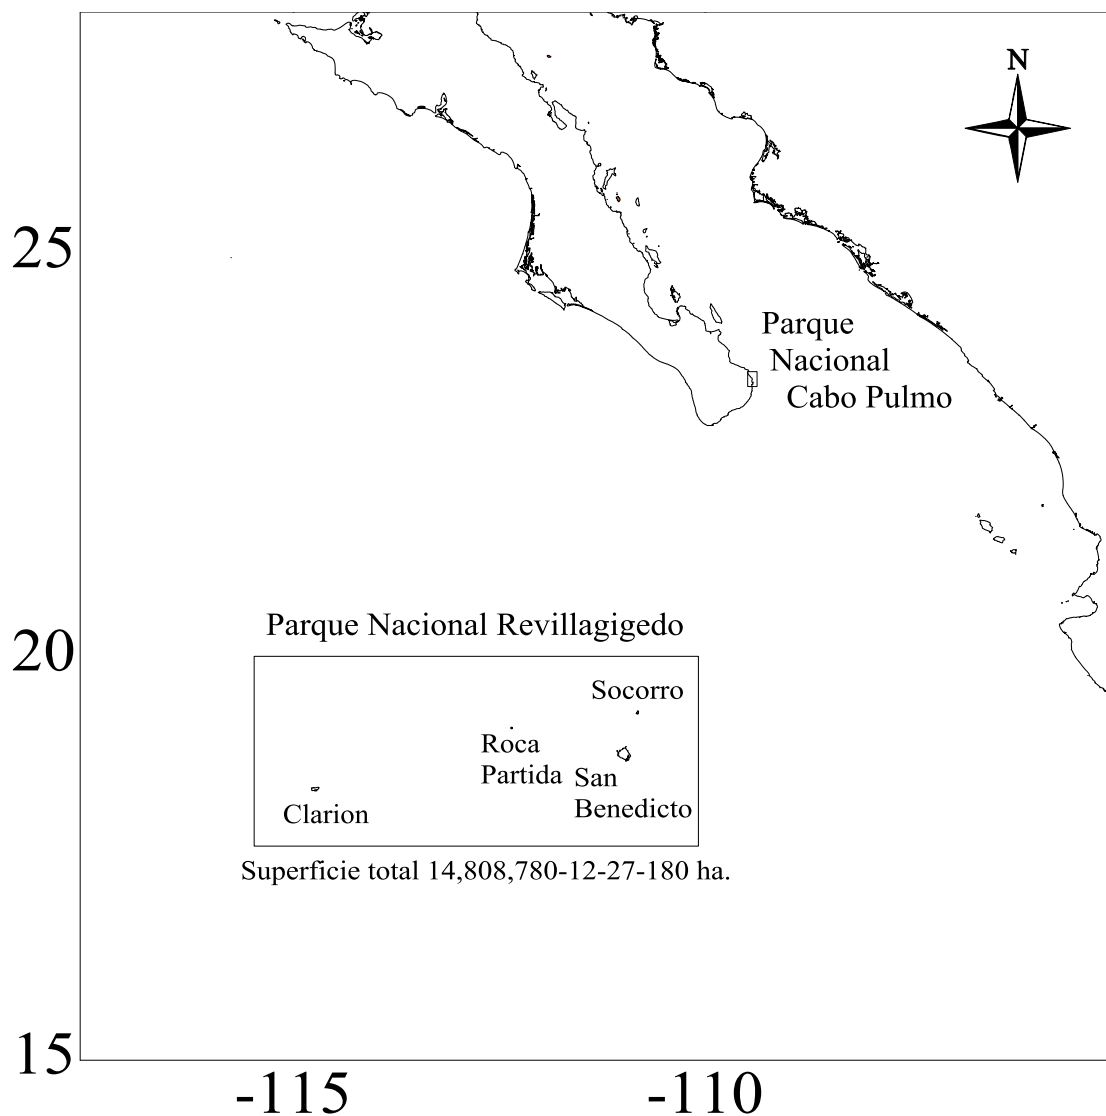 N
25
Parque
Nacional
Cabo Pulmo
Parque Nacional Revillagigedo
20
Socorro
Roca
Partida
San
Benedicto
Clarion
Superficie total 14,808,780-12-27-180 ha.
15
-115
-110